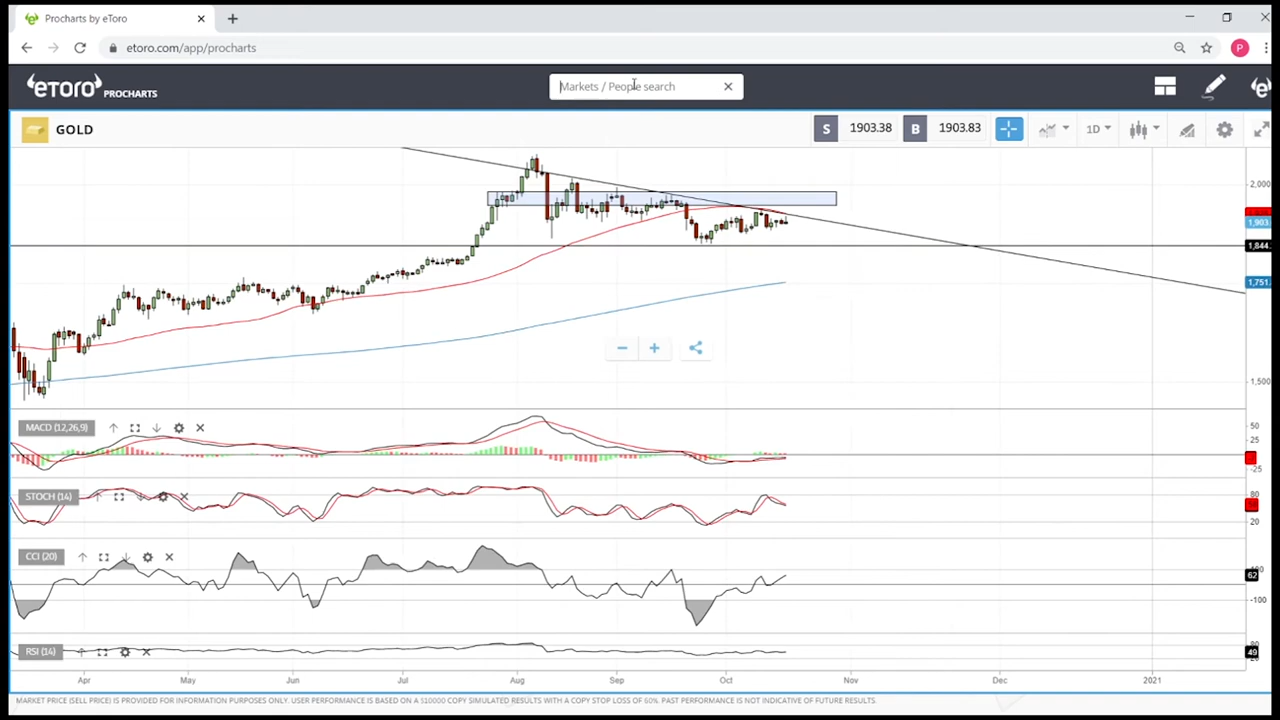 Procharts by eToro
etoro.com/app/procharts
P
eToro PROCHARTS
Markets / People search
GOLD
S 1903.38 B 1903.83
1D
2,000
1,903
1,844
1,751
1,500
MACD (12,26,9)
50
25
-25
STOCH (14)
80
20
CCI (20)
62
-100
RSI (14)
49
Apr May Jun Jul Aug Sep Oct Nov Dec 2021
MARKET PRICE (SELL PRICE) IS PROVIDED FOR INFORMATION PURPOSES ONLY. USER PERFORMANCE IS BASED ON A $10000 COPY SIMULATED RESULTS WITH A COPY STOP LOSS OF 60%. PAST PERFORMANCE IS NOT INDICATIVE OF FUTURE RESULTS.